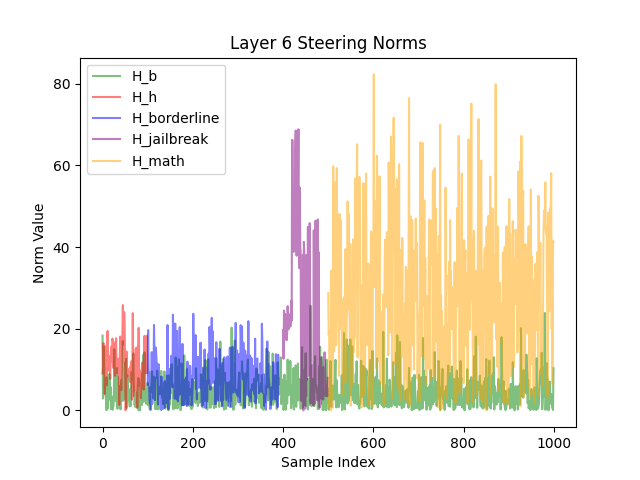 Layer 6 Steering Norms
H_b
H_h
H_borderline
H_jailbreak
H_math
Norm Value
80
60
40
20
0
0 200 400 600 800 1000
Sample Index